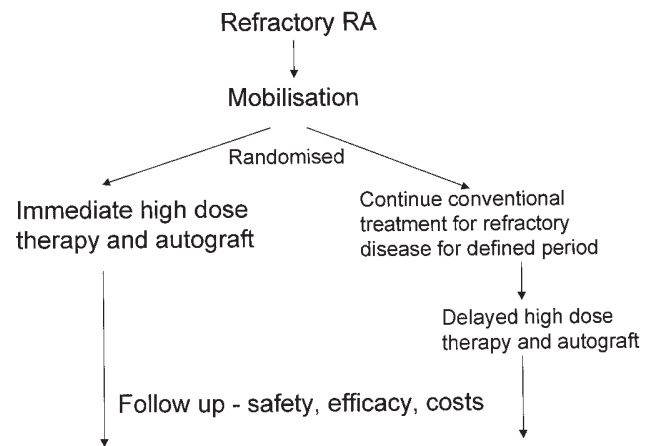 Refractory RA
Mobilisation
Randomised
Immediate high dose
therapy and autograft
Continue conventional
treatment for refractory
disease for defined period
Delayed high dose
therapy and autograft
Follow up - safety, efficacy, costs